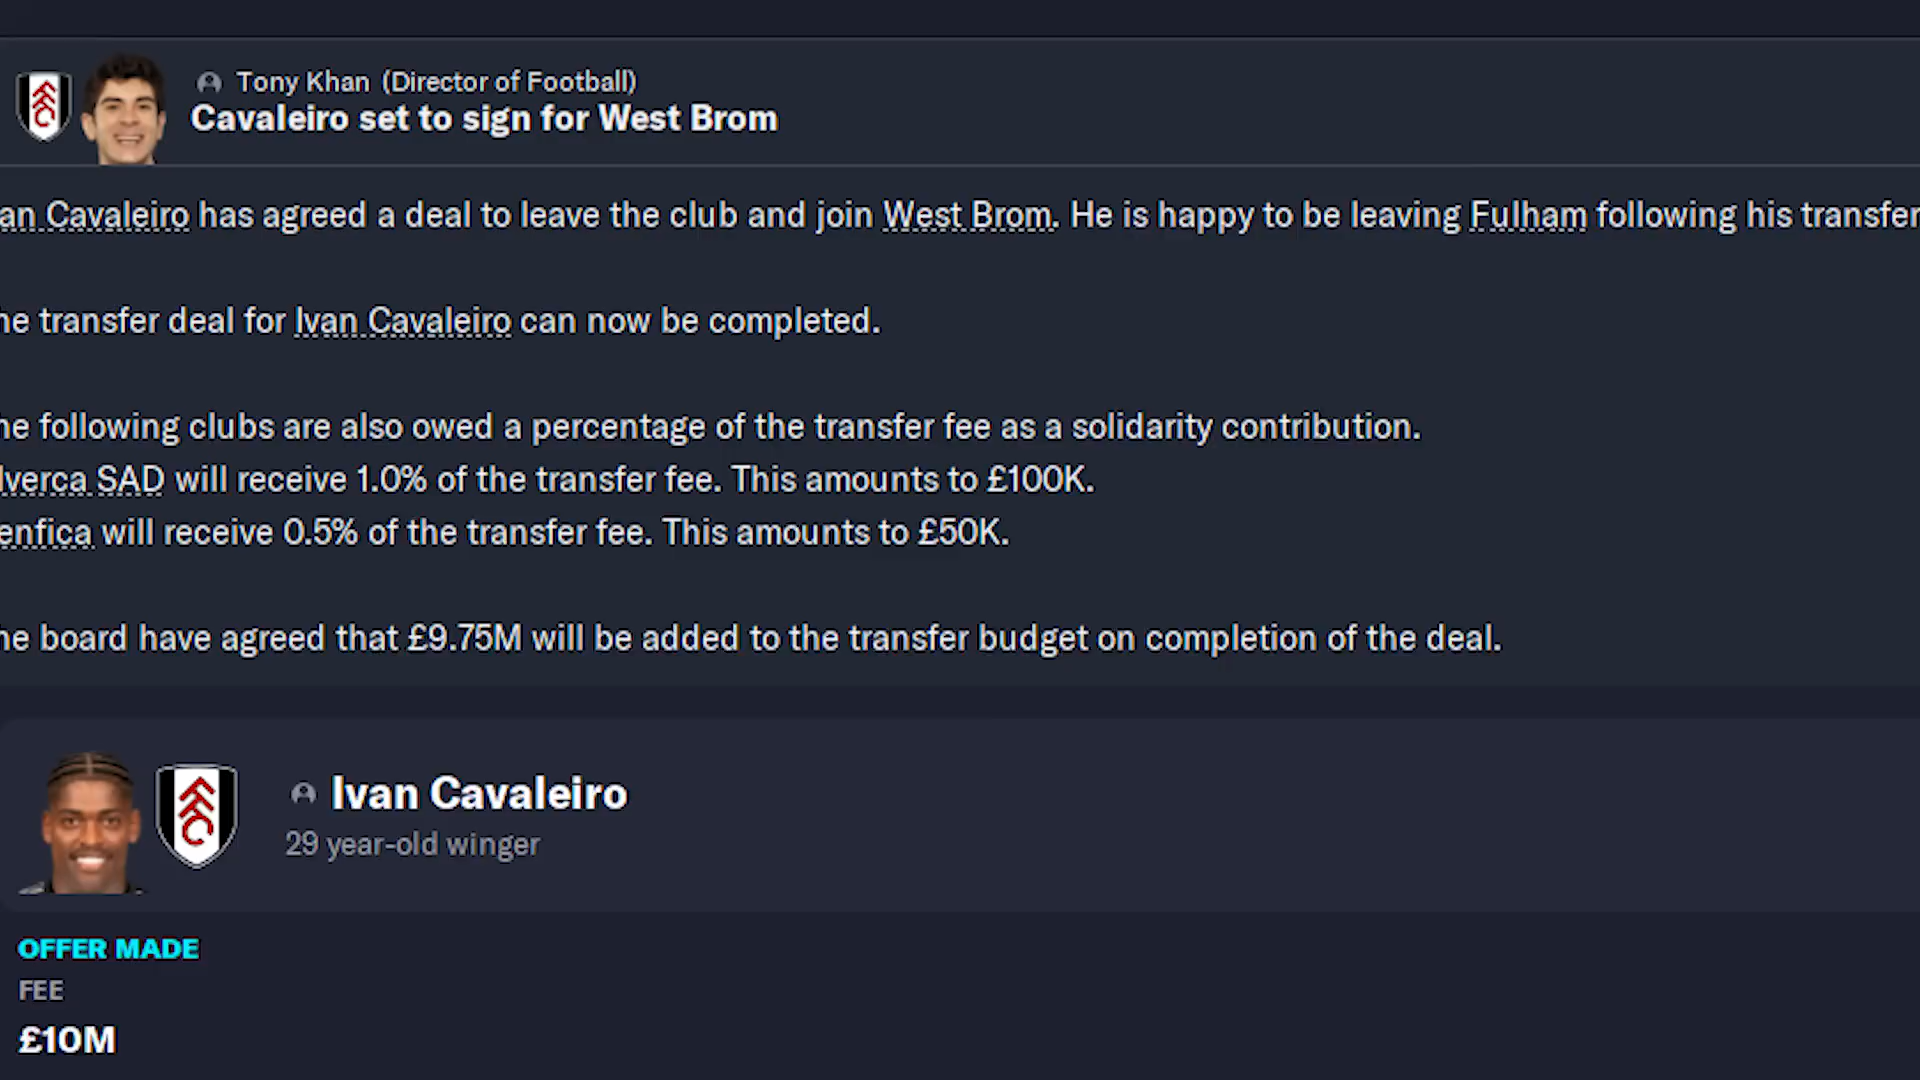 Tony Khan (Director of Football)
Cavaleiro set to sign for West Brom
an Cavaleiro has agreed a deal to leave the club and join West Brom. He is happy to be leaving Fulham following his transfer
he transfer deal for Ivan Cavaleiro can now be completed.
he following clubs are also owed a percentage of the transfer fee as a solidarity contribution.
lverca SAD will receive 1.0% of the transfer fee. This amounts to £100K.
enfica will receive 0.5% of the transfer fee. This amounts to £50K.
he board have agreed that £9.75M will be added to the transfer budget on completion of the deal.
Ivan Cavaleiro
29 year-old winger
OFFER MADE
FEE
£10M